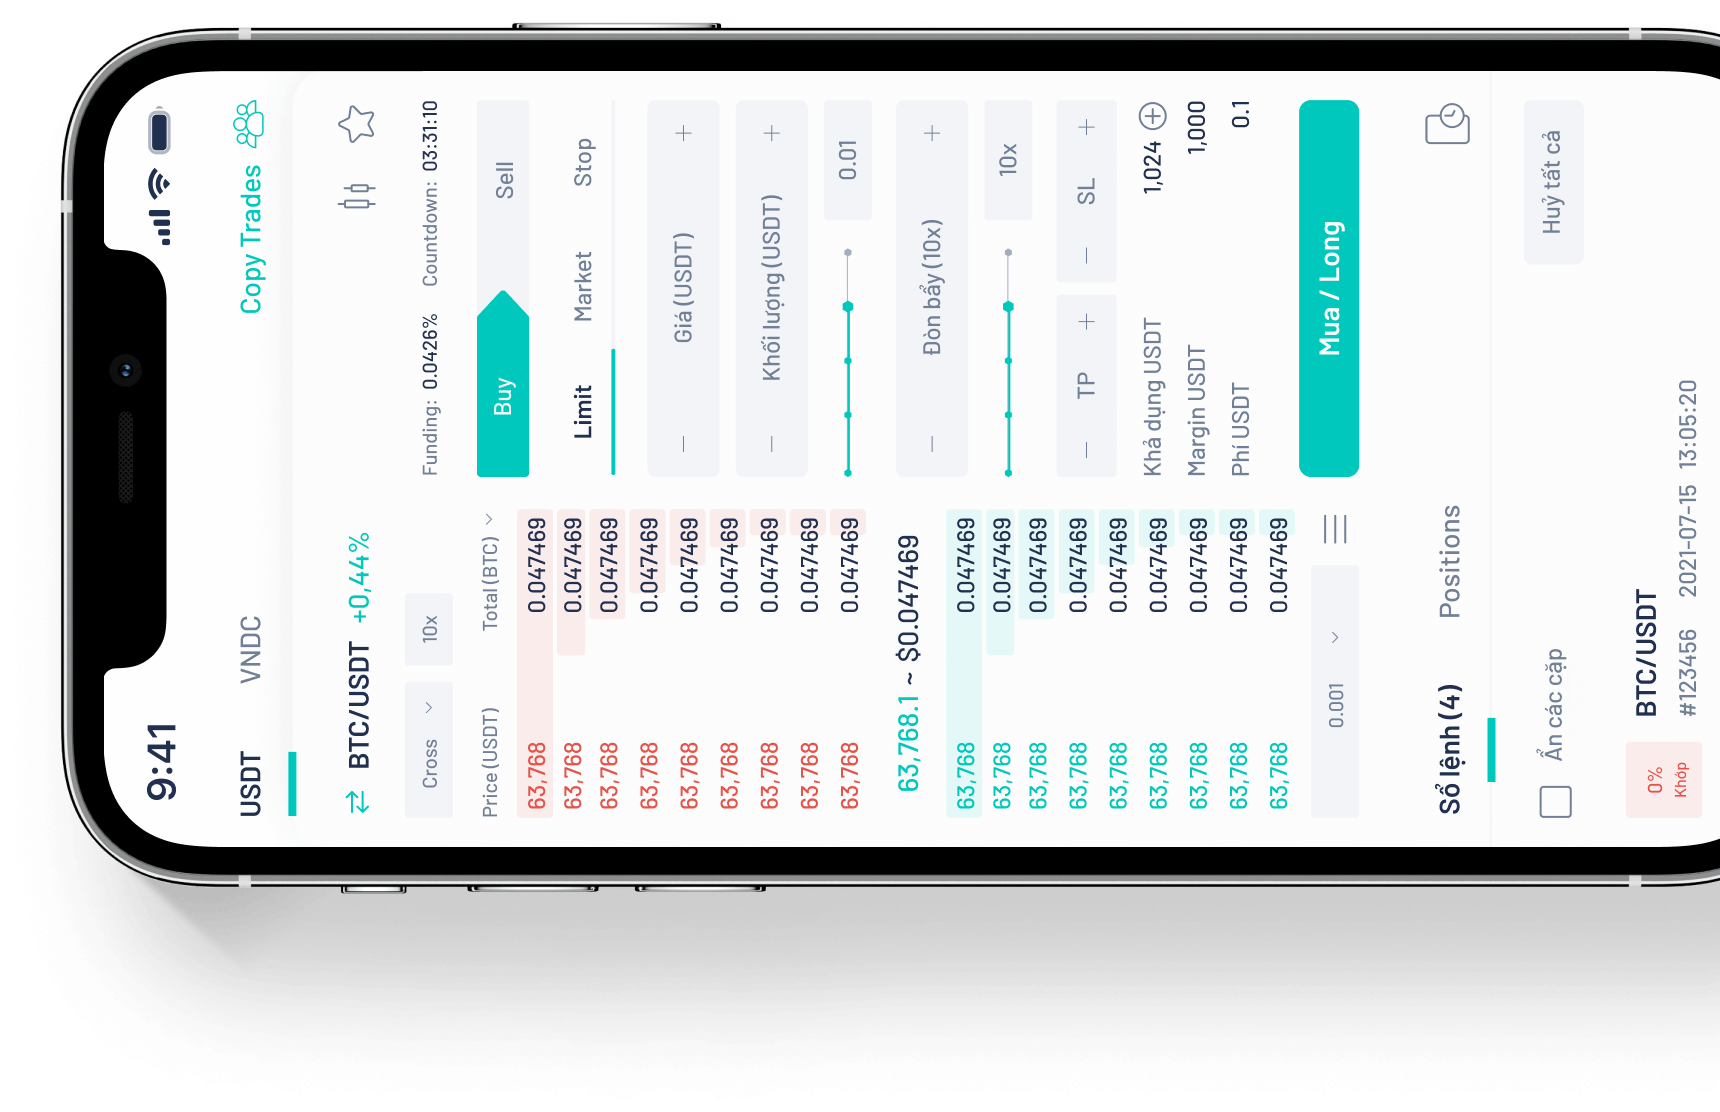 9:41
USDT VNDC Copy Trades
BTC/USDT +0,44%
Cross 10x Funding: 0.0426% Countdown: 03:31:10
Price (USDT) Total (BTC) Buy Sell
63,768 0.047469
63,768 0.047469 Limit Market Stop
63,768 0.047469
63,768 0.047469
63,768 0.047469 Giá (USDT)
63,768 0.047469
63,768 0.047469 Khối lượng (USDT)
63,768 0.047469
63,768 0.047469 0.01
63,768.1 ~ $0.047469 Đòn bẩy (10x)
63,768 0.047469
63,768 0.047469 10x
63,768 0.047469
63,768 0.047469 TP SL
63,768 0.047469
63,768 0.047469 Khả dụng USDT 1,024
63,768 0.047469 Margin USDT 1,000
63,768 0.047469 Phí USDT 0.1
63,768 0.047469
0.001 Mua / Long
Sổ lệnh (4) Positions
Ẩn các cặp Huỷ tất cả
0% BTC/USDT
Khóp #123456 2021-07-15 13:05:20